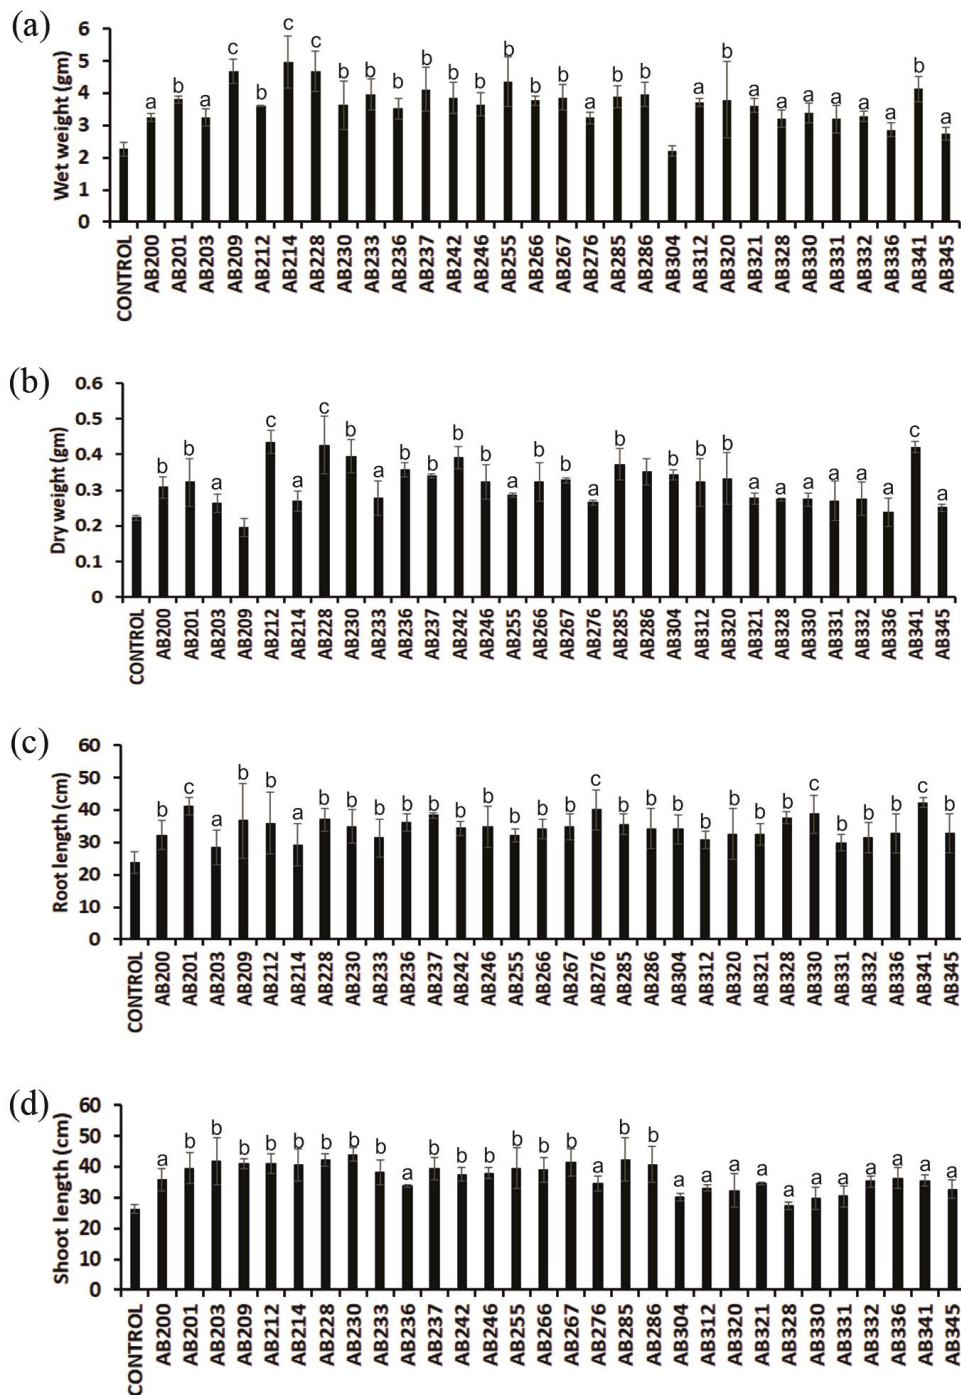 (a)
Wet weight (gm)
6
5
4
3
2
1
0
a b a c b c c b b b b b b b b b a b b a b a a a a a a b a
CONTROL AB200 AB201 AB203 AB209 AB212 AB214 AB228 AB230 AB233 AB236 AB237 AB242 AB246 AB255 AB266 AB267 AB276 AB285 AB286 AB304 AB312 AB320 AB321 AB328 AB330 AB331 AB332 AB336 AB341 AB345
(b)
Dry weight (gm)
0.6
0.5
0.4
0.3
0.2
0.1
0
b b a c a c b a b b b b a b b a b b b b b a a a a a a c a
CONTROL AB200 AB201 AB203 AB209 AB212 AB214 AB228 AB230 AB233 AB236 AB237 AB242 AB246 AB255 AB266 AB267 AB276 AB285 AB286 AB304 AB312 AB320 AB321 AB328 AB330 AB331 AB332 AB336 AB341 AB345
(c)
Root length (cm)
60
50
40
30
20
10
0
b c a b b a b b b b b b b b b b c b b b b b b b c b b b c b
CONTROL AB200 AB201 AB203 AB209 AB212 AB214 AB228 AB230 AB233 AB236 AB237 AB242 AB246 AB255 AB266 AB267 AB276 AB285 AB286 AB304 AB312 AB320 AB321 AB328 AB330 AB331 AB332 AB336 AB341 AB345
(d)
Shoot length (cm)
60
50
40
30
20
10
0
a b b b b b b b b a b b b b b b a b b a a a a a a a a a a a
CONTROL AB200 AB201 AB203 AB209 AB212 AB214 AB228 AB230 AB233 AB236 AB237 AB242 AB246 AB255 AB266 AB267 AB276 AB285 AB286 AB304 AB312 AB320 AB321 AB328 AB330 AB331 AB332 AB336 AB341 AB345